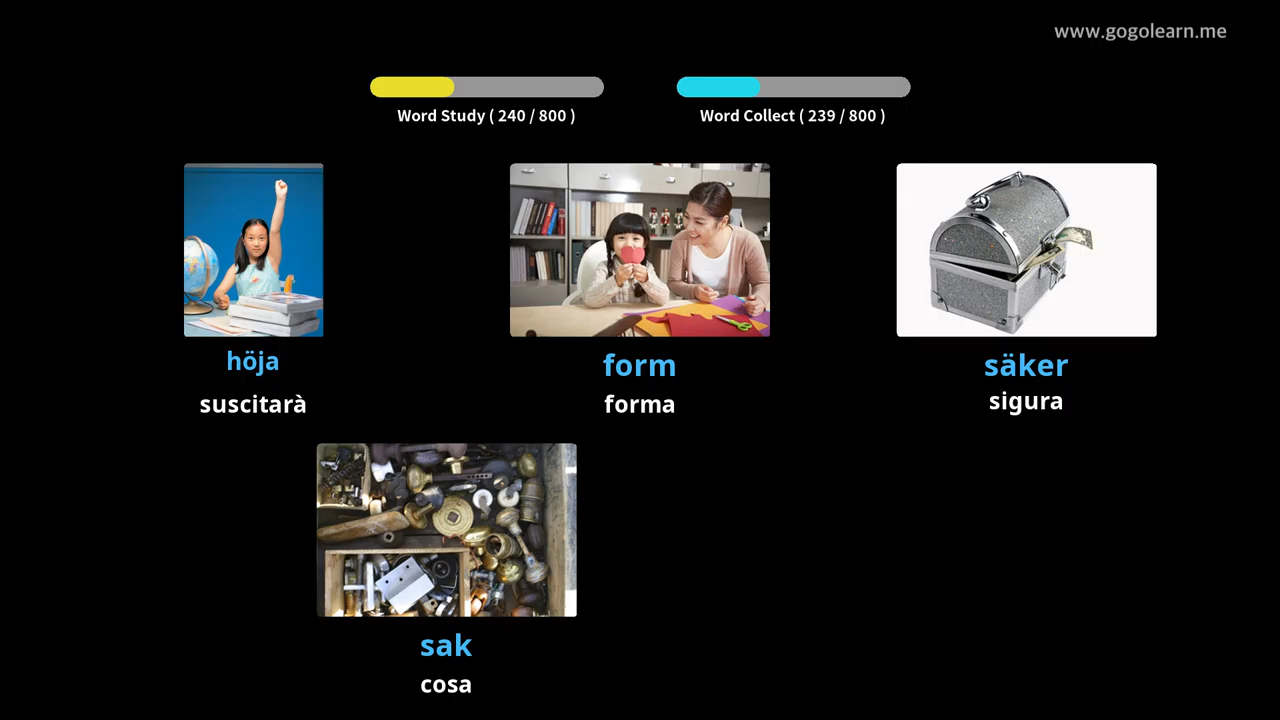 www.gogolearn.me
Word Study ( 240 / 800 )
Word Collect ( 239 / 800 )
höja
suscitarà
form
forma
säker
sigura
sak
cosa